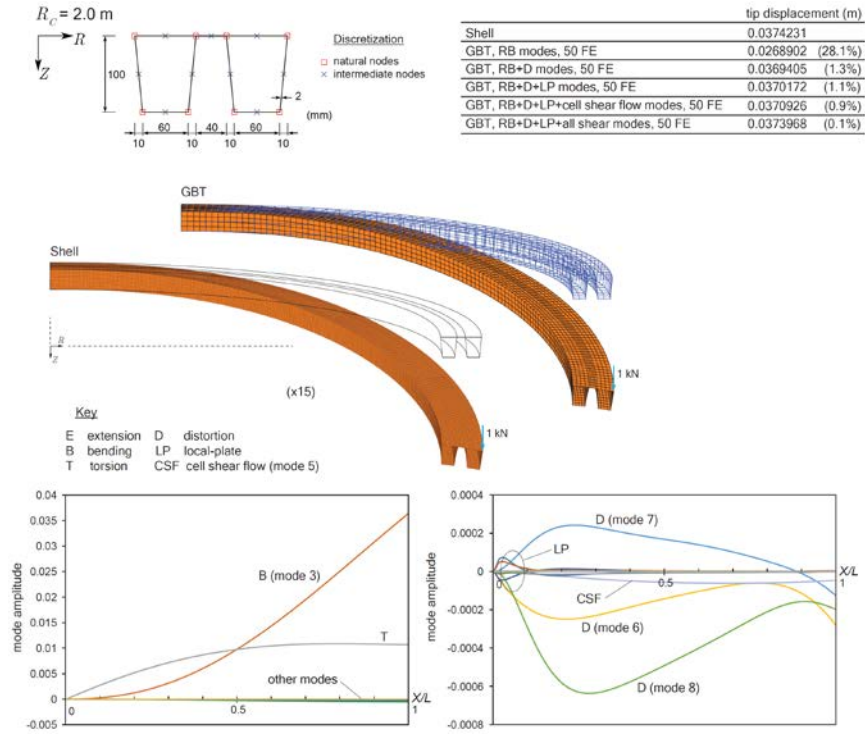 R_C = 2.0 m
R
Z
100
Discretization
natural nodes
intermediate nodes
2
(mm)
60 40 60
10 10 10 10
tip displacement (m)
Shell 0.0374231
GBT, RB modes, 50 FE 0.0268902 (28.1%)
GBT, RB+D modes, 50 FE 0.0369405 (1.3%)
GBT, RB+D+LP modes, 50 FE 0.0370172 (1.1%)
GBT, RB+D+LP+cell shear flow modes, 50 FE 0.0370926 (0.9%)
GBT, RB+D+LP+all shear modes, 50 FE 0.0373968 (0.1%)
GBT
Shell
Z
1 kN
(x15)
1 kN
Key
E extension D distortion
B bending LP local-plate
T torsion CSF cell shear flow (mode 5)
0.04
0.035
0.03
0.025
0.02
0.015
0.01
0.005
0
-0.005
mode amplitude
B (mode 3)
T
other modes
X/L
0 0.5 1
0.0004
0.0002
0
-0.0002
-0.0004
-0.0006
-0.0008
mode amplitude
D (mode 7)
LP
X/L
0 0.5 1
CSF
D (mode 6)
D (mode 8)